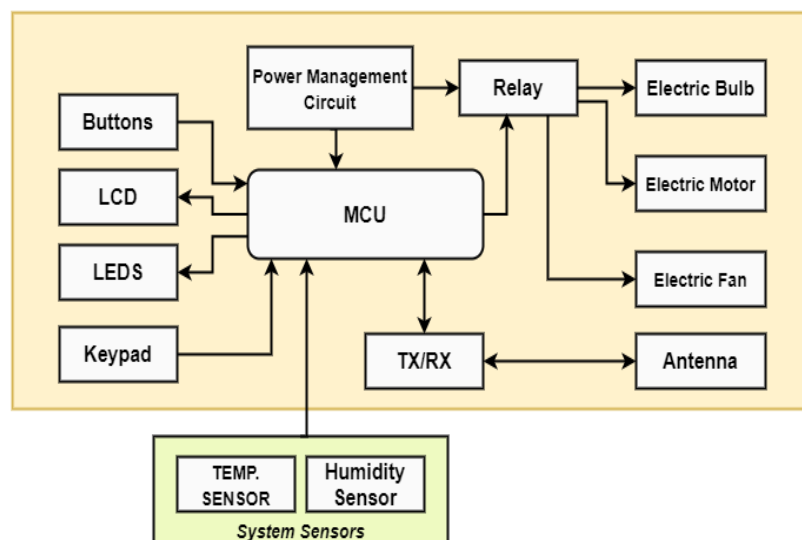 Power Management
Circuit
Relay
Electric Bulb
Buttons
LCD
MCU
Electric Motor
LEDS
Electric Fan
Keypad
TX/RX
Antenna
TEMP.
SENSOR
Humidity
Sensor
System Sensors